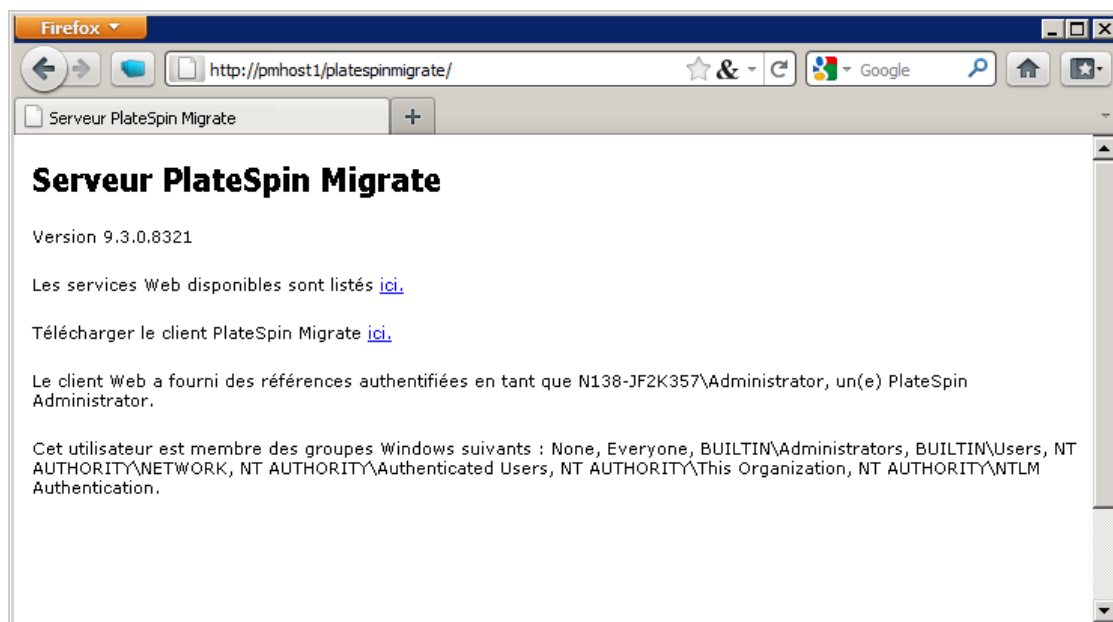 Firefox
http://pmhost1/platespinmigrate/
&
Google
Serveur PlateSpin Migrate
Serveur PlateSpin Migrate
Version 9.3.0.8321
Les services Web disponibles sont listés ici.
Télécharger le client PlateSpin Migrate ici.
Le client Web a fourni des références authentifiées en tant que N138-JF2K357\Administrator, un(e) PlateSpin
Administrator.
Cet utilisateur est membre des groupes Windows suivants : None, Everyone, BUILTIN\Administrators, BUILTIN\Users, NT
AUTHORITY\NETWORK, NT AUTHORITY\Authenticated Users, NT AUTHORITY\This Organization, NT AUTHORITY\NTLM
Authentication.